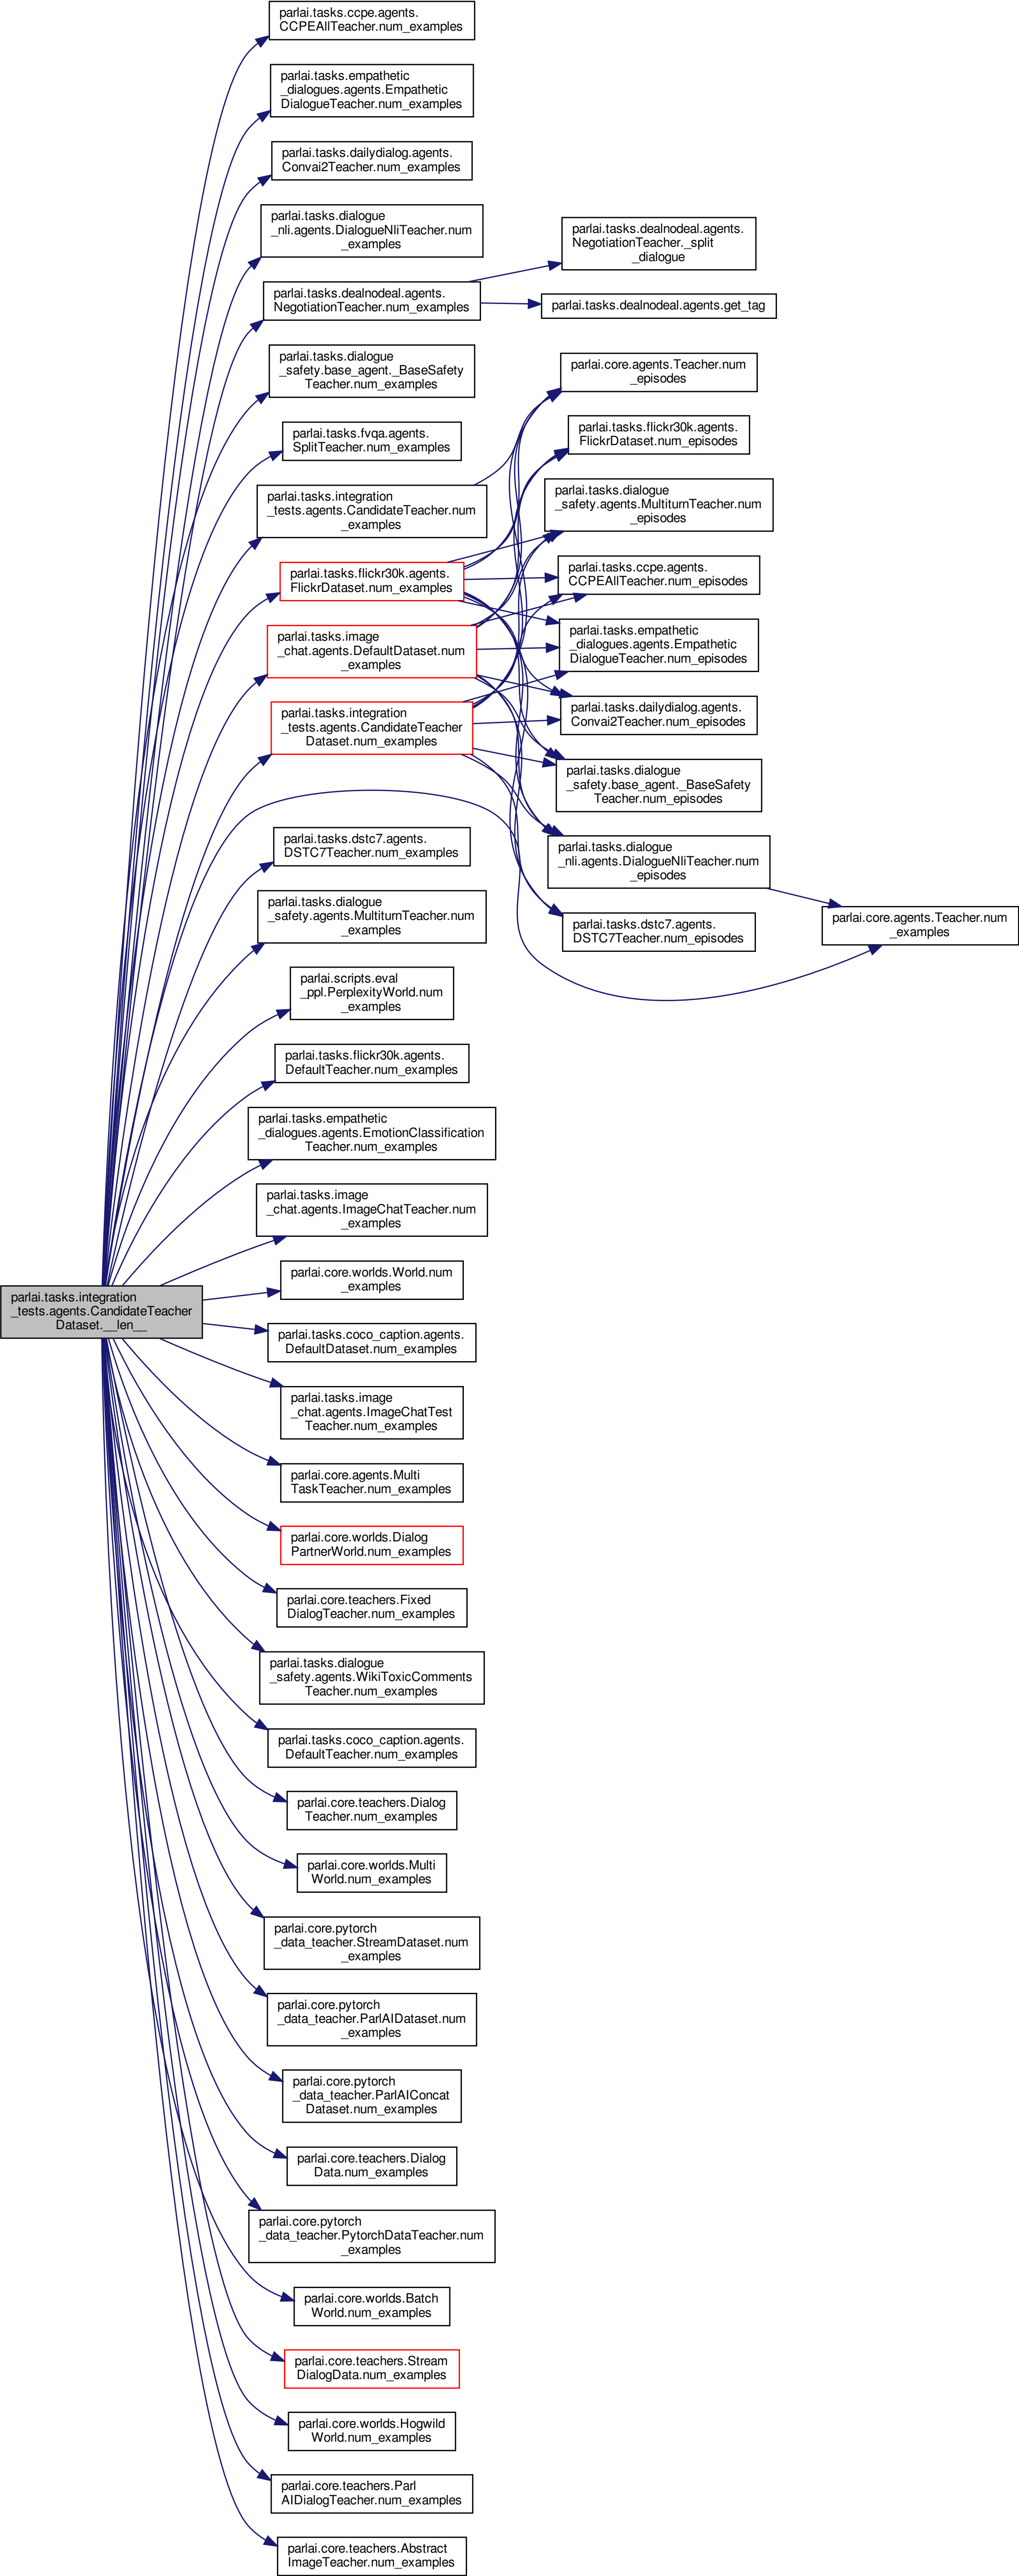 parlai.tasks.ccpe.agents.
CCPEAllTeacher.num_examples
parlai.tasks.empathetic
_dialogues.agents.Empathetic
DialogueTeacher.num_examples
parlai.tasks.dailydialog.agents.
Convai2Teacher.num_examples
parlai.tasks.dialogue
_nli.agents.DialogueNliTeacher.num
_examples
parlai.tasks.dealnodeal.agents.
NegotiationTeacher.num_examples
parlai.tasks.dealnodeal.agents.
NegotiationTeacher._split
_dialogue
parlai.tasks.dealnodeal.agents.get_tag
parlai.tasks.dialogue
_safety.base_agent._BaseSafety
Teacher.num_examples
parlai.tasks.fvqa.agents.
SplitTeacher.num_examples
parlai.tasks.integration
_tests.agents.CandidateTeacher.num
_examples
parlai.tasks.flickr30k.agents.
FlickrDataset.num_examples
parlai.tasks.image
_chat.agents.DefaultDataset.num
_examples
parlai.tasks.integration
_tests.agents.CandidateTeacher
Dataset.num_examples
parlai.core.agents.Teacher.num
_episodes
parlai.tasks.flickr30k.agents.
FlickrDataset.num_episodes
parlai.tasks.dialogue
_safety.agents.MultiturnTeacher.num
_episodes
parlai.tasks.ccpe.agents.
CCPEAllTeacher.num_episodes
parlai.tasks.empathetic
_dialogues.agents.Empathetic
DialogueTeacher.num_episodes
parlai.tasks.dailydialog.agents.
Convai2Teacher.num_episodes
parlai.tasks.dialogue
_safety.base_agent._BaseSafety
Teacher.num_episodes
parlai.tasks.dialogue
_nli.agents.DialogueNliTeacher.num
_episodes
parlai.tasks.dstc7.agents.
DSTC7Teacher.num_episodes
parlai.core.agents.Teacher.num
_examples
parlai.tasks.dstc7.agents.
DSTC7Teacher.num_examples
parlai.tasks.dialogue
_safety.agents.MultiturnTeacher.num
_examples
parlai.scripts.eval
_ppl.PerplexityWorld.num
_examples
parlai.tasks.flickr30k.agents.
DefaultTeacher.num_examples
parlai.tasks.empathetic
_dialogues.agents.EmotionClassification
Teacher.num_examples
parlai.tasks.image
_chat.agents.ImageChatTeacher.num
_examples
parlai.core.worlds.World.num
_examples
parlai.tasks.integration
_tests.agents.CandidateTeacher
Dataset.__len__
parlai.tasks.coco_caption.agents.
DefaultDataset.num_examples
parlai.tasks.image
_chat.agents.ImageChatTest
Teacher.num_examples
parlai.core.agents.Multi
TaskTeacher.num_examples
parlai.core.worlds.Dialog
PartnerWorld.num_examples
parlai.core.teachers.Fixed
DialogTeacher.num_examples
parlai.tasks.dialogue
_safety.agents.WikiToxicComments
Teacher.num_examples
parlai.tasks.coco_caption.agents.
DefaultTeacher.num_examples
parlai.core.teachers.Dialog
Teacher.num_examples
parlai.core.worlds.Multi
World.num_examples
parlai.core.pytorch
_data_teacher.StreamDataset.num
_examples
parlai.core.pytorch
_data_teacher.ParlAIDataset.num
_examples
parlai.core.pytorch
_data_teacher.ParlAIConcat
Dataset.num_examples
parlai.core.teachers.Dialog
Data.num_examples
parlai.core.pytorch
_data_teacher.PytorchDataTeacher.num
_examples
parlai.core.worlds.Batch
World.num_examples
parlai.core.teachers.Stream
DialogData.num_examples
parlai.core.worlds.Hogwild
World.num_examples
parlai.core.teachers.Parl
AIDialogTeacher.num_examples
parlai.core.teachers.Abstract
ImageTeacher.num_examples